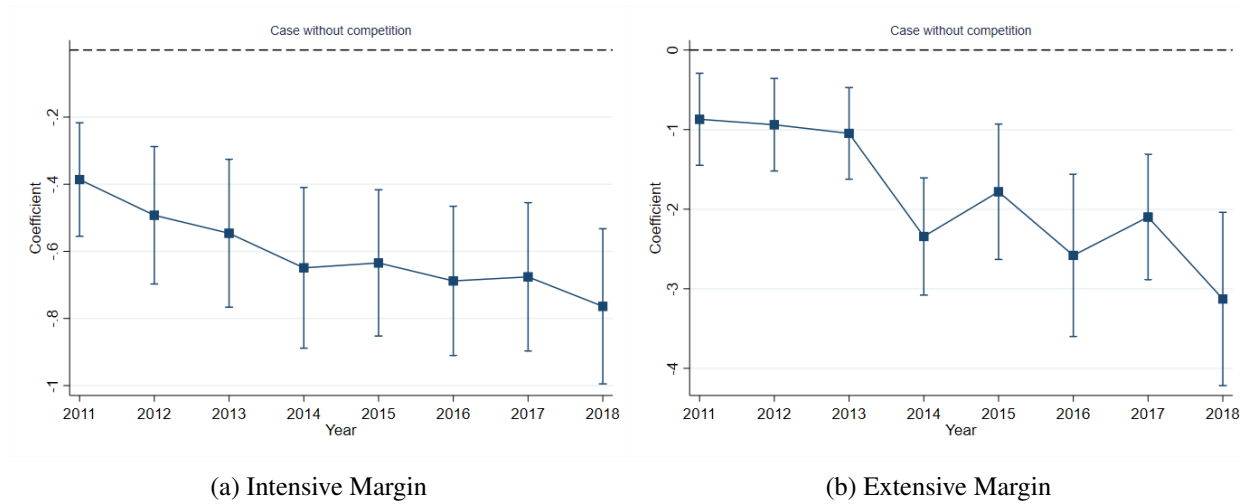 Case without competition
Coefficient
-.2
-.4
-.6
-.8
-1
2011 2012 2013 2014 2015 2016 2017 2018
Year
(a) Intensive Margin
Case without competition
Coefficient
0
-1
-2
-3
-4
2011 2012 2013 2014 2015 2016 2017 2018
Year
(b) Extensive Margin